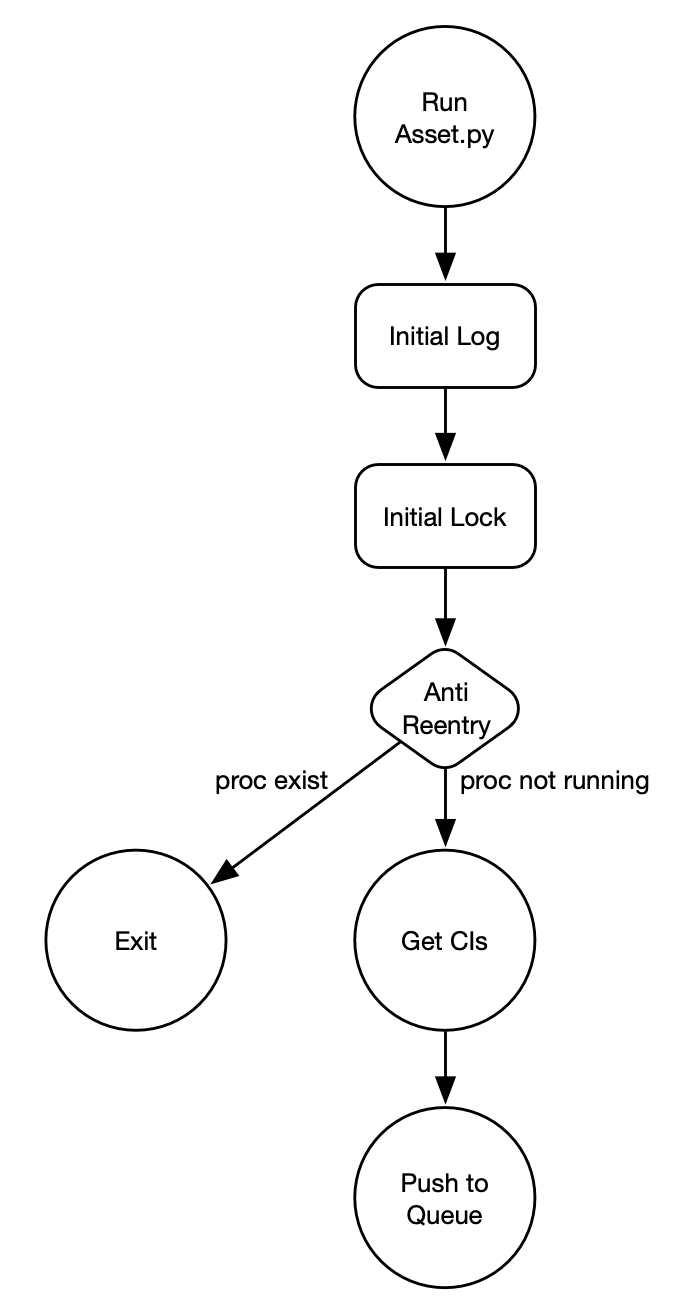 Run
Asset.py
Initial Log
Initial Lock
Anti
Reentry
proc exist
proc not running
Exit
Get CIs
Push to
Queue